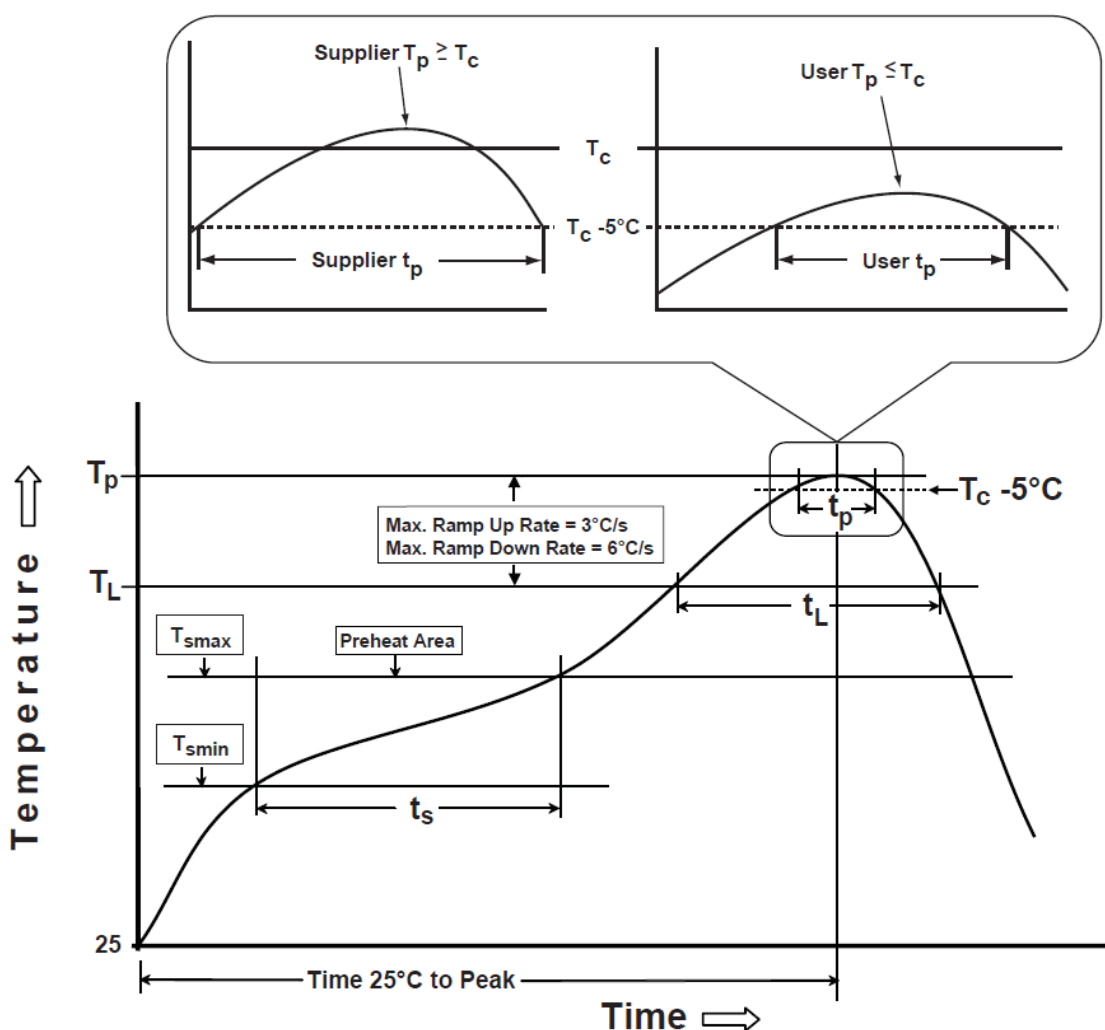 Supplier Tp ≥ Tc
User Tp ≤ Tc
Tc
Tc -5°C
Supplier tp
User tp
Tp
Tc -5°C
tp
Max. Ramp Up Rate = 3°C/s
Max. Ramp Down Rate = 6°C/s
TL
tL
Tsmax
Preheat Area
Tsmin
ts
Temperature
25
Time 25°C to Peak
Time